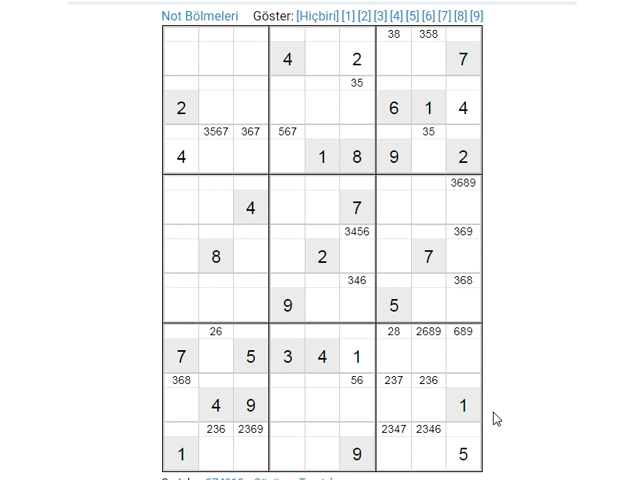 Not Bölmeleri Göster: [Hiçbiri] [1] [2] [3] [4] [5] [6] [7] [8] [9]
38 358
4 2 7
35
2 6 1 4
3567 367 567 35
4 1 8 9 2
3689
4 7
3456 369
8 2 7
346 368
9 5
26 28 2689 689
7 5 3 4 1
368 56 237 236
4 9 1
236 2369 2347 2346
1 9 5